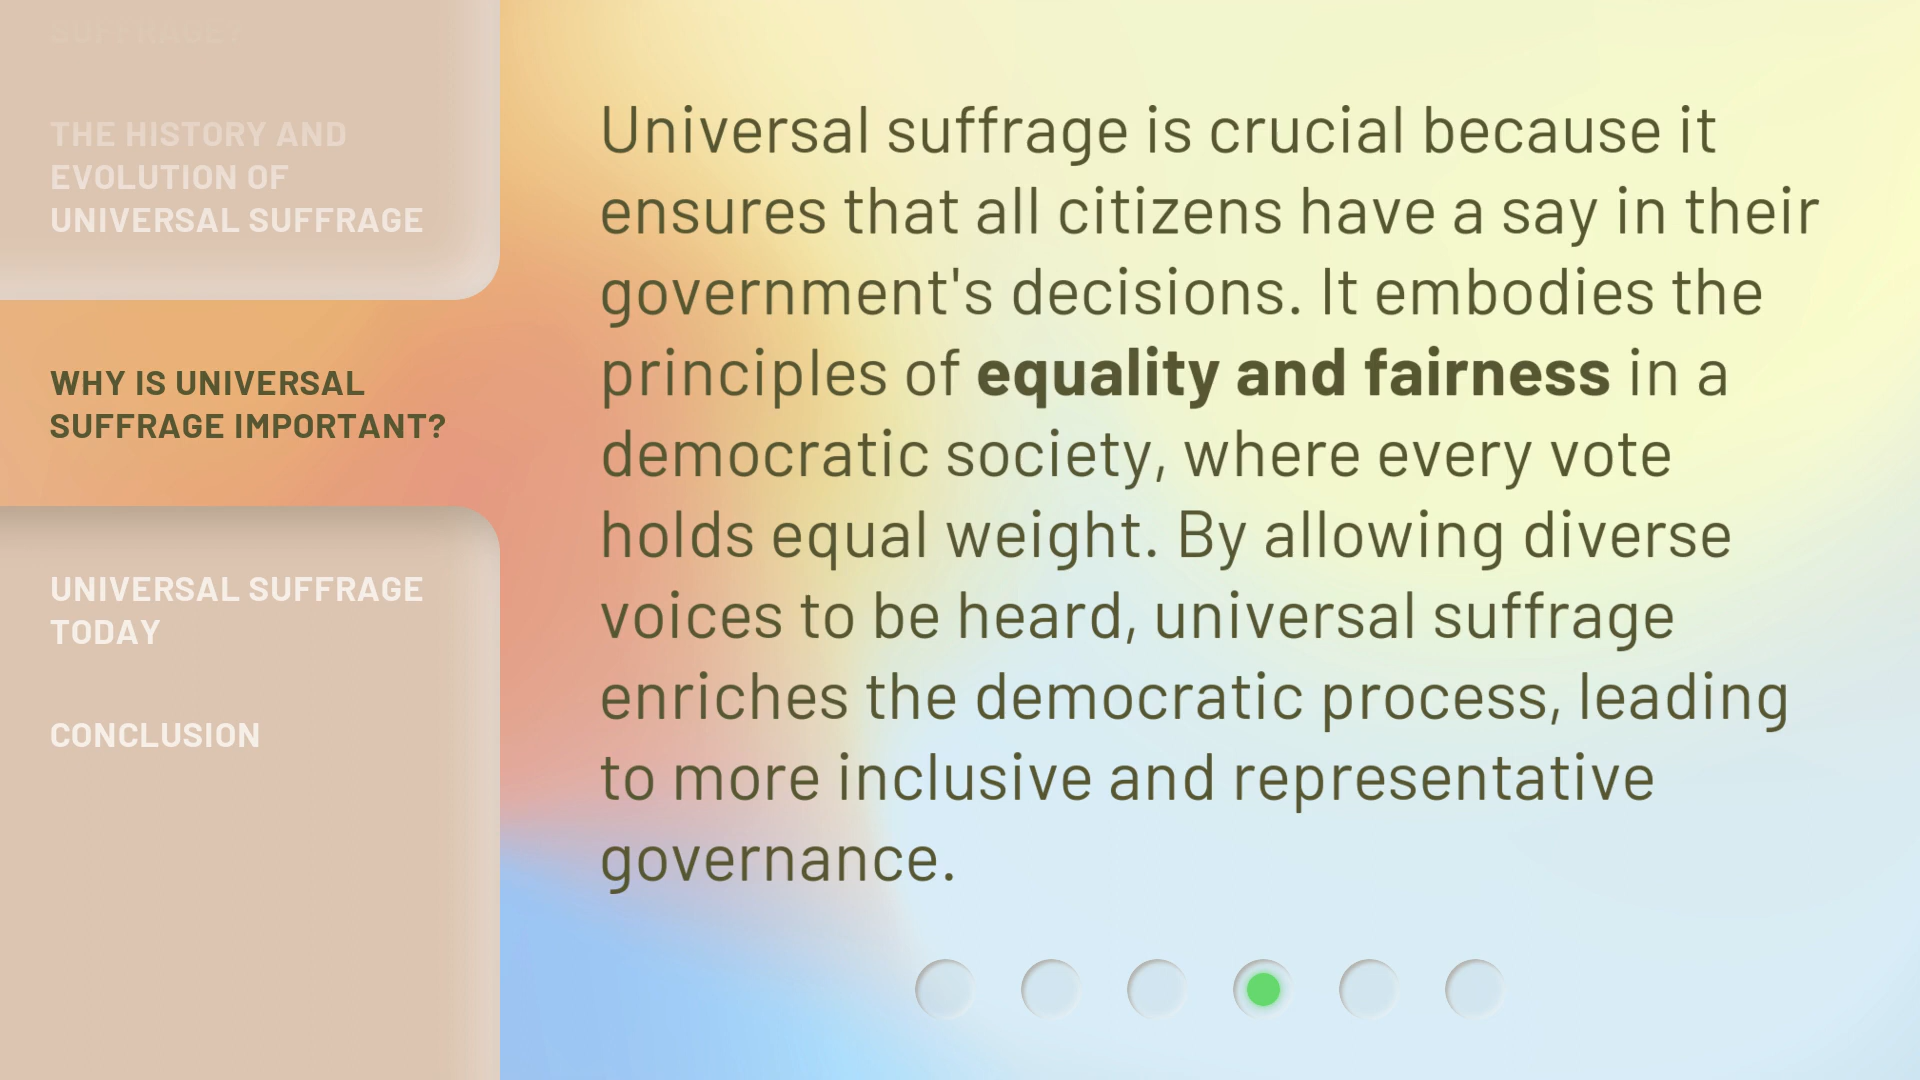 SUFFRAGE?
THE HISTORY AND
EVOLUTION OF
UNIVERSAL SUFFRAGE
WHY IS UNIVERSAL
SUFFRAGE IMPORTANT?
UNIVERSAL SUFFRAGE
TODAY
CONCLUSION
Universal suffrage is crucial because it
ensures that all citizens have a say in their
government's decisions. It embodies the
principles of equality and fairness in a
democratic society, where every vote
holds equal weight. By allowing diverse
voices to be heard, universal suffrage
enriches the democratic process, leading
to more inclusive and representative
governance.